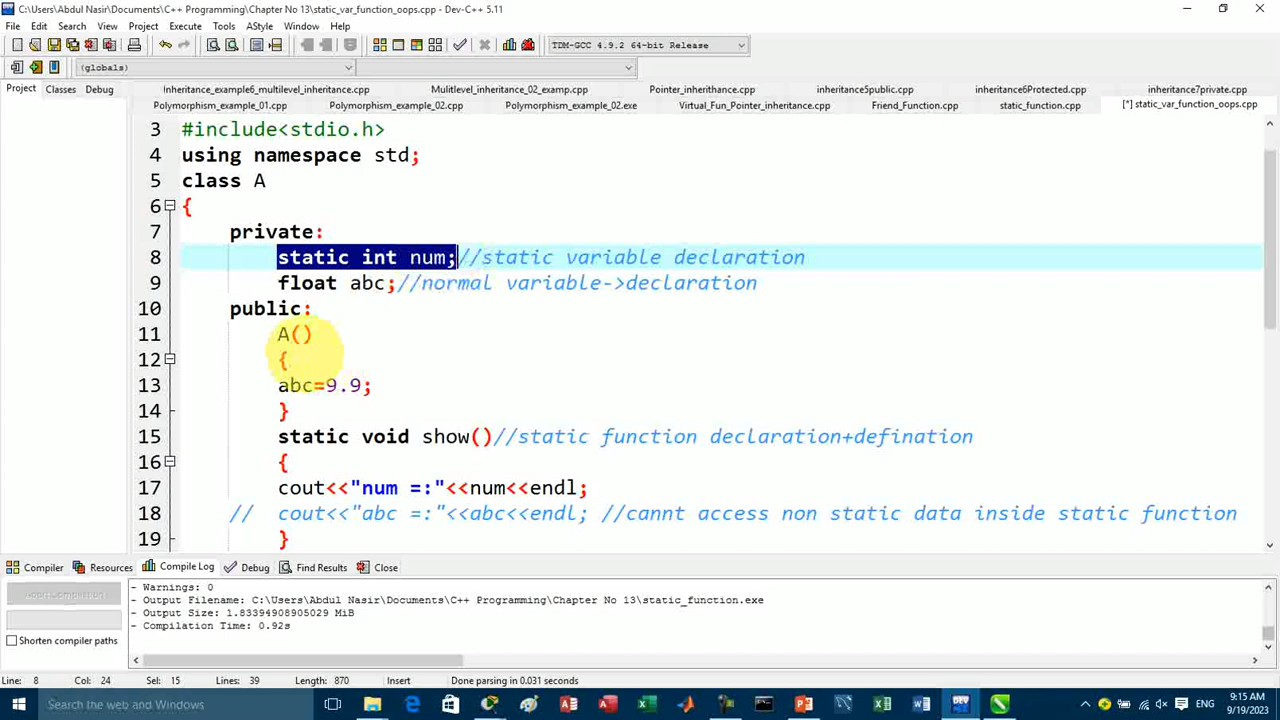 C:\Users\Abdul Nasir\Documents\C++ Programming\Chapter No 13\static_var_function_oops.cpp - Dev-C++ 5.11
File Edit Search View Project Execute Tools AStyle Window Help
TDM-GCC 4.9.2 64-bit Release
(globals)
Project Classes Debug
Inheritance_example6_multilevel_inheritance.cpp Mulitlevel_inheritance_02_examp.cpp Pointer_inherithance.cpp inheritance5public.cpp inheritance6Protected.cpp inheritance7private.cpp
Polymorphism_example_01.cpp Polymorphism_example_02.cpp Polymorphism_example_02.exe Virtual_Fun_Pointer_inheritance.cpp Friend_Function.cpp static_function.cpp [*] static_var_function_oops.cpp
3 #include<stdio.h>
4 using namespace std;
5 class A
6 {
7 private:
8 static int num;//static variable declaration
9 float abc;//normal variable->declaration
10 public:
11 A()
12 {
13 abc=9.9;
14 }
15 static void show()//static function declaration+defination
16 {
17 cout<<"num =:"<<num<<endl;
18 // cout<<"abc =:"<<abc<<endl; //cannt access non static data inside static function
19 }
Compiler Resources Compile Log Debug Find Results Close
Shorten compiler paths
- Warnings: 0
- Output Filename: C:\Users\Abdul Nasir\Documents\C++ Programming\Chapter No 13\static_function.exe
- Output Size: 1.83394908905029 MiB
- Compilation Time: 0.92s
Line: 8 Col: 24 Sel: 15 Lines: 39 Length: 870 Insert Done parsing in 0.031 seconds
Search the web and Windows
ENG
9:15 AM
9/19/2023